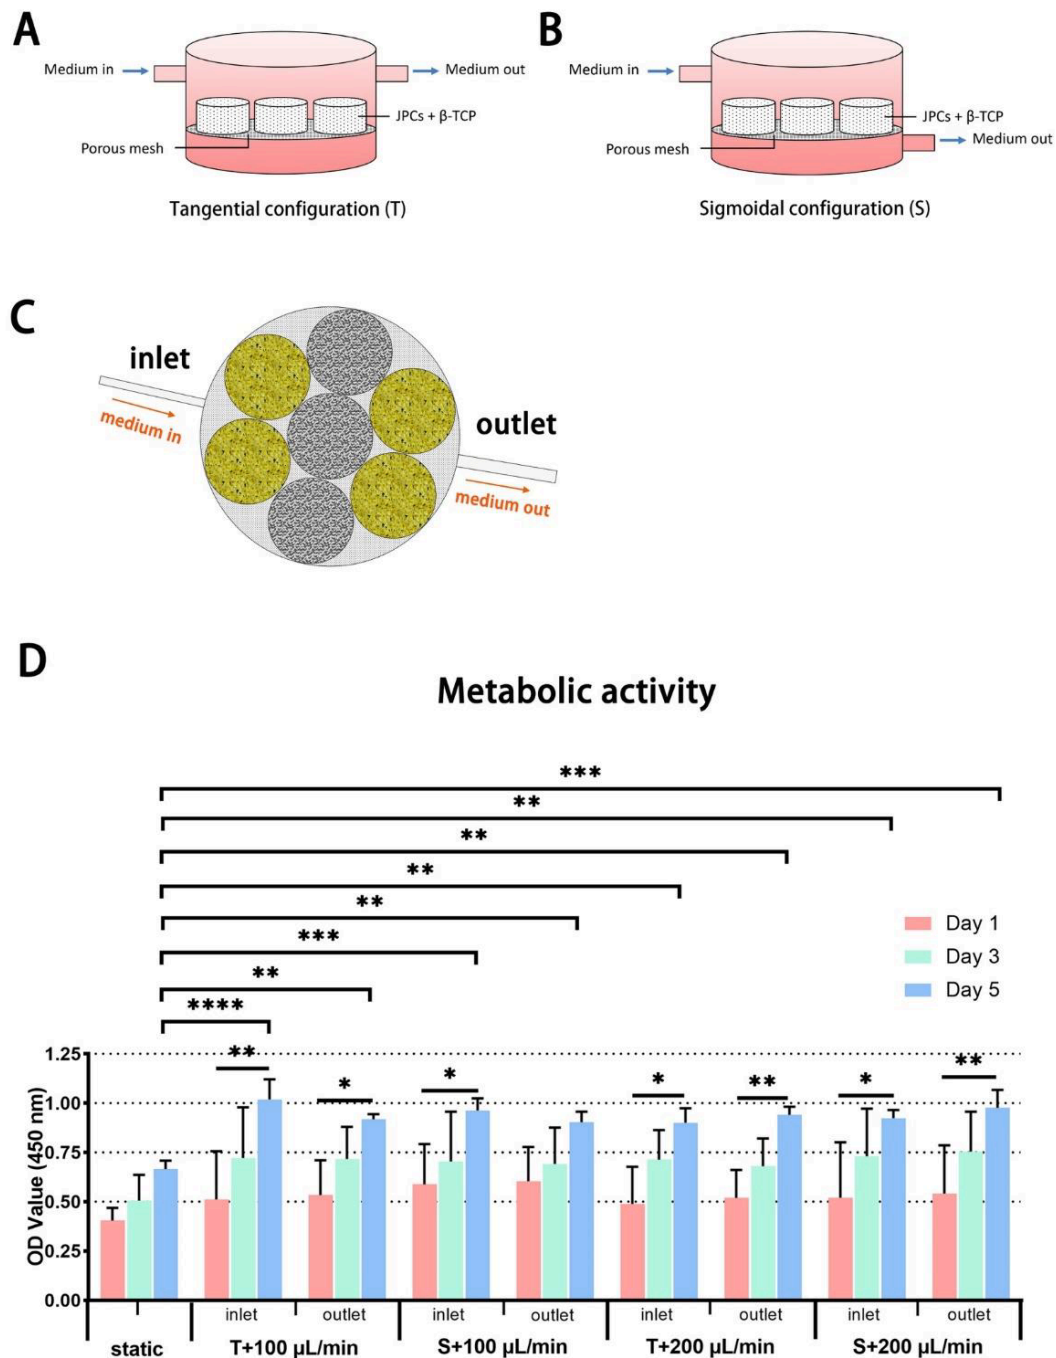 A
Medium in
Medium out
JPCs + β-TCP
Porous mesh
Tangential configuration (T)
B
Medium in
JPCs + β-TCP
Medium out
Porous mesh
Sigmoidal configuration (S)
C
inlet
medium in
outlet
medium out
D
Metabolic activity
***
**
**
**
**
***
**
****
Day 1
Day 3
Day 5
** * * * ** * **
OD Value (450 nm)
1.25
1.00
0.75
0.50
0.25
0.00
inlet outlet inlet outlet inlet outlet inlet outlet
static T+100 µL/min S+100 µL/min T+200 µL/min S+200 µL/min